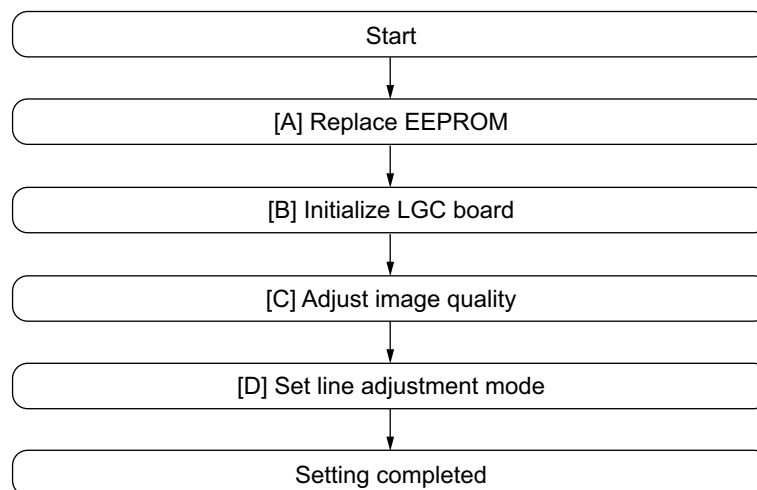 Start
[A] Replace EEPROM
[B] Initialize LGC board
[C] Adjust image quality
[D] Set line adjustment mode
Setting completed